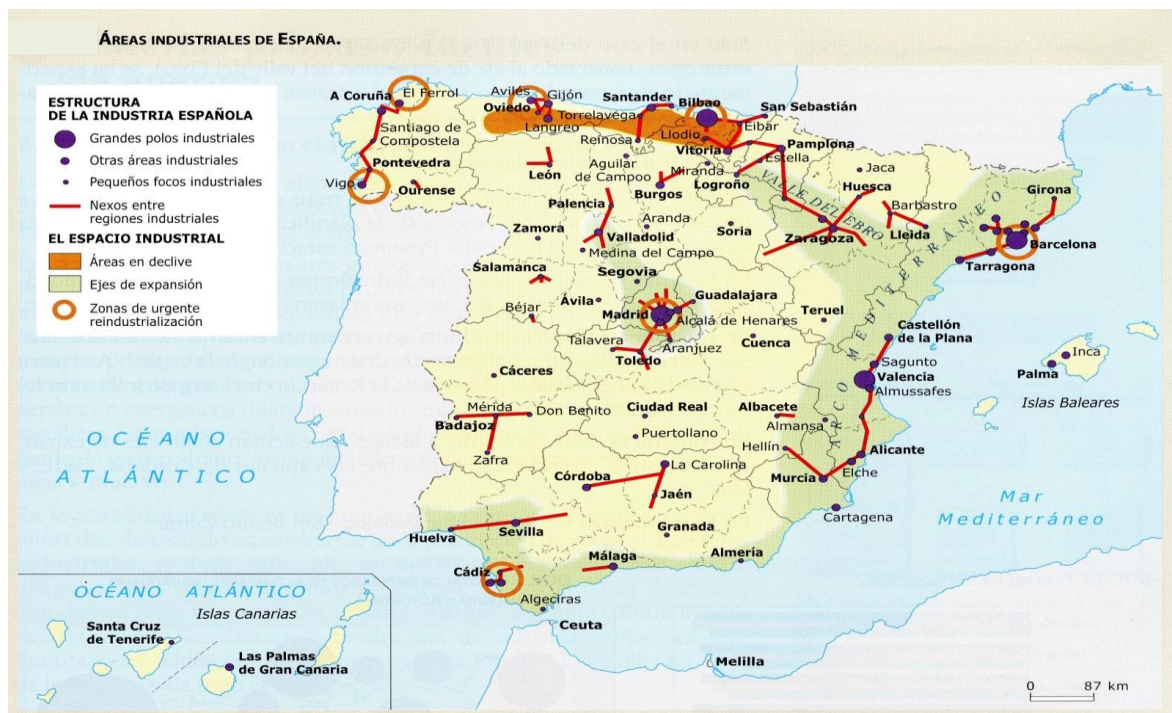 ÁREAS INDUSTRIALES DE ESPAÑA.
ESTRUCTURA
DE LA INDUSTRIA ESPAÑOLA
Grandes polos industriales
Otras áreas industriales
Pequeños focos industriales
Nexos entre
regiones industriales
EL ESPACIO INDUSTRIAL
Áreas en declive
Ejes de expansión
Zonas de urgente
reindustrialización
A Coruña
El Ferrol
Santiago de
Compostela
Pontevedra
Vigo
Ourense
Avilés
Gijón
Oviedo
Langreo
Torrelavega
Santander
Bilbao
San Sebastián
Eibar
Llodio
Reinosa
Vitoria
Pamplona
Estella
Aguilar
de Campoo
Miranda
León
Burgos
Logroño
Jaca
Huesca
Barbastro
Girona
Palencia
VALLE DEL EBRO
Aranda
Zamora
Valladolid
Soria
Zaragoza
Lleida
Barcelona
Medina del Campo
Tarragona
Salamanca
Segovia
ARCO MEDITERRÁNEO
Béjar
Ávila
Guadalajara
Madrid
Alcalá de Henares
Teruel
Castellón
de la Plana
Talavera
Aranjuez
Cuenca
Toledo
Sagunto
Valencia
Almussafes
Inca
Palma
Islas Baleares
Cáceres
Mérida
Don Benito
Badajoz
Zafra
Ciudad Real
Puertollano
Albacete
Almansa
Hellín
Alicante
Elche
Murcia
Cartagena
OCÉANO
ATLÁNTICO
Mar
Mediterráneo
Córdoba
La Carolina
Jaén
Huelva
Sevilla
Granada
Málaga
Almería
Cádiz
Algeciras
Ceuta
Melilla
OCÉANO ATLÁNTICO
Islas Canarias
Santa Cruz
de Tenerife
Las Palmas
de Gran Canaria
0 87 km